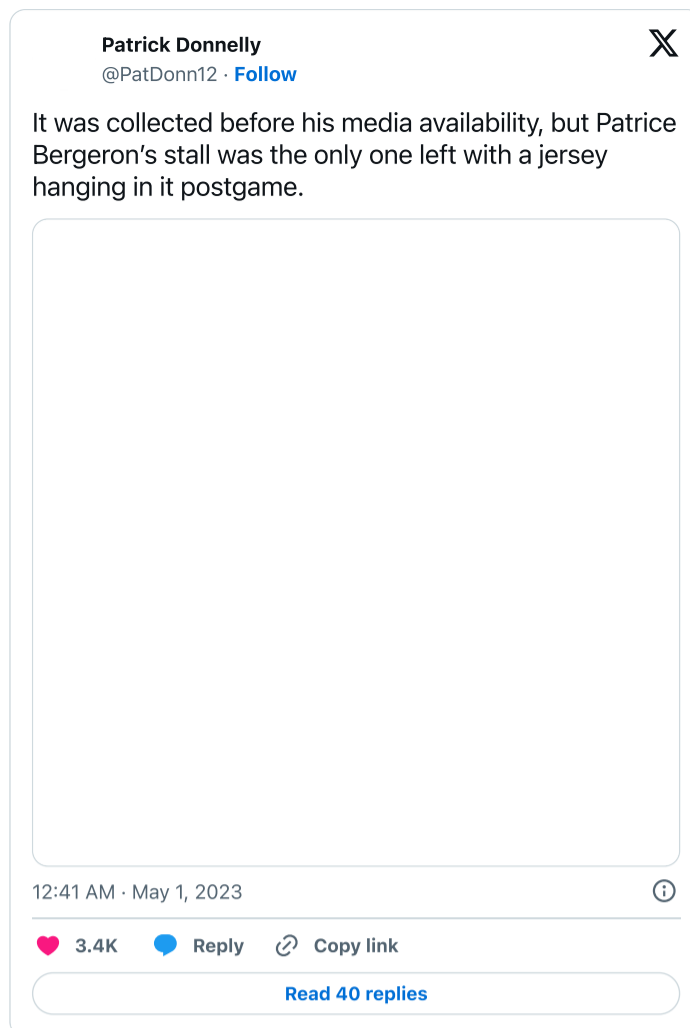 Patrick Donnelly
@PatDonn12 · Follow
It was collected before his media availability, but Patrice
Bergeron’s stall was the only one left with a jersey
hanging in it postgame.
12:41 AM · May 1, 2023
3.4K Reply Copy link
Read 40 replies